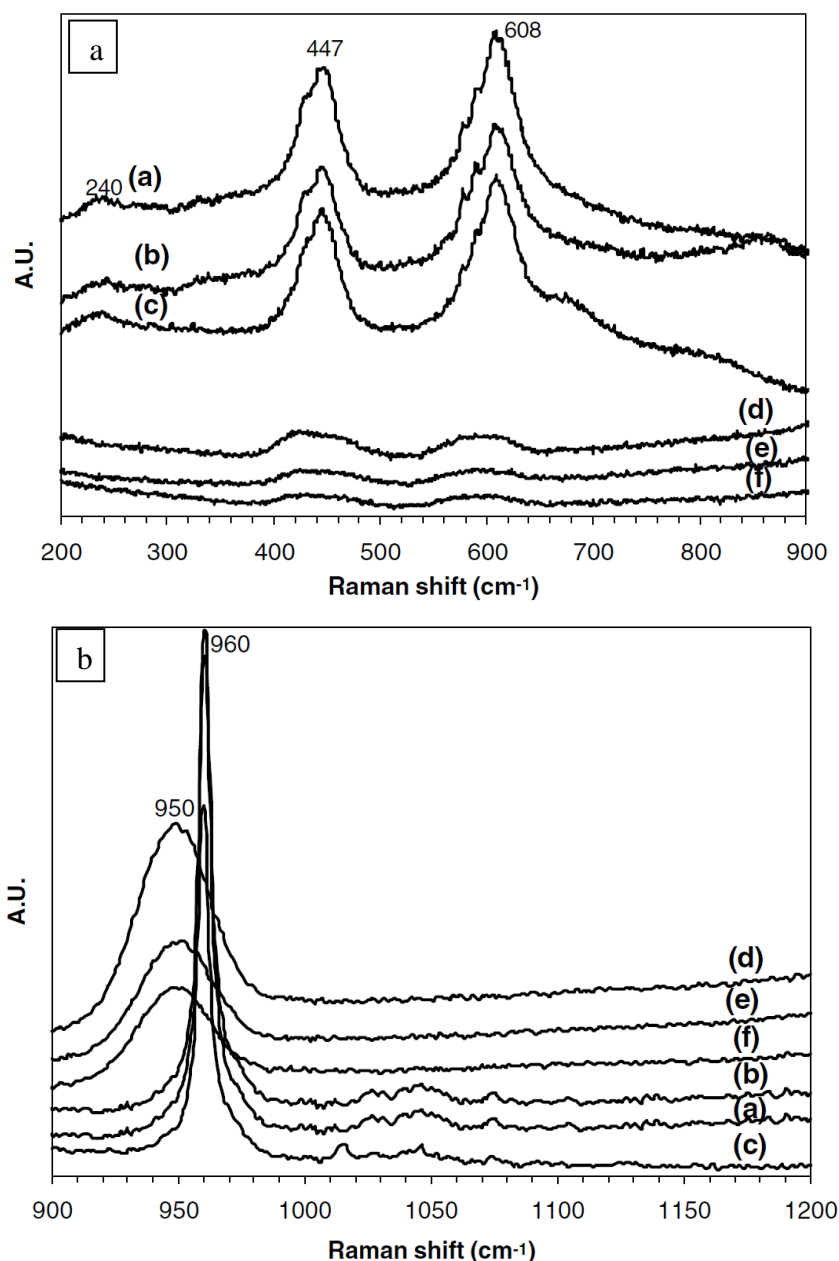 a
447
608
240
(a)
(b)
(c)
(d)
(e)
(f)
A.U.
200 300 400 500 600 700 800 900
Raman shift (cm-1)
b
960
950
(d)
(e)
(f)
(b)
(a)
(c)
A.U.
900 950 1000 1050 1100 1150 1200
Raman shift (cm-1)